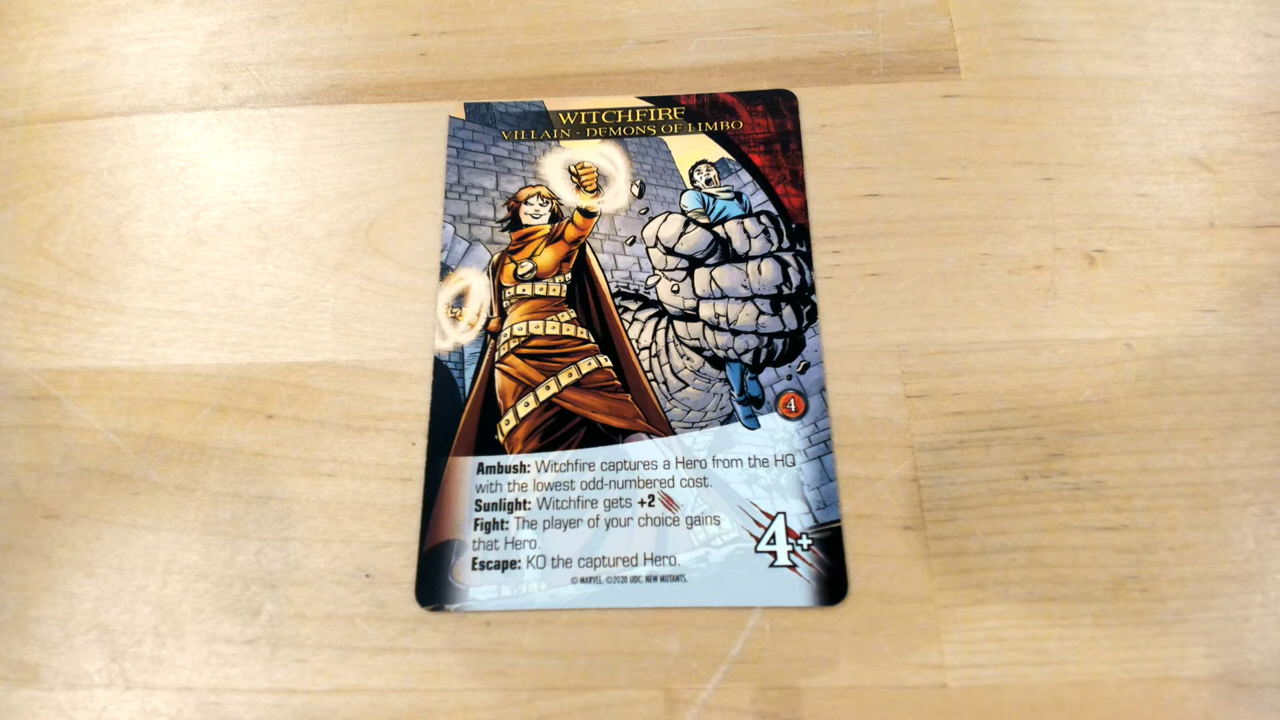 WITCHFIRE
VILLAIN - DEMONS OF LIMBO
4
Ambush: Witchfire captures a Hero from the HQ
with the lowest odd-numbered cost.
Sunlight: Witchfire gets +2
Fight: The player of your choice gains
that Hero.
Escape: KO the captured Hero.
4+
© MARVEL, ©2020 UDC. NEW MUTANTS.